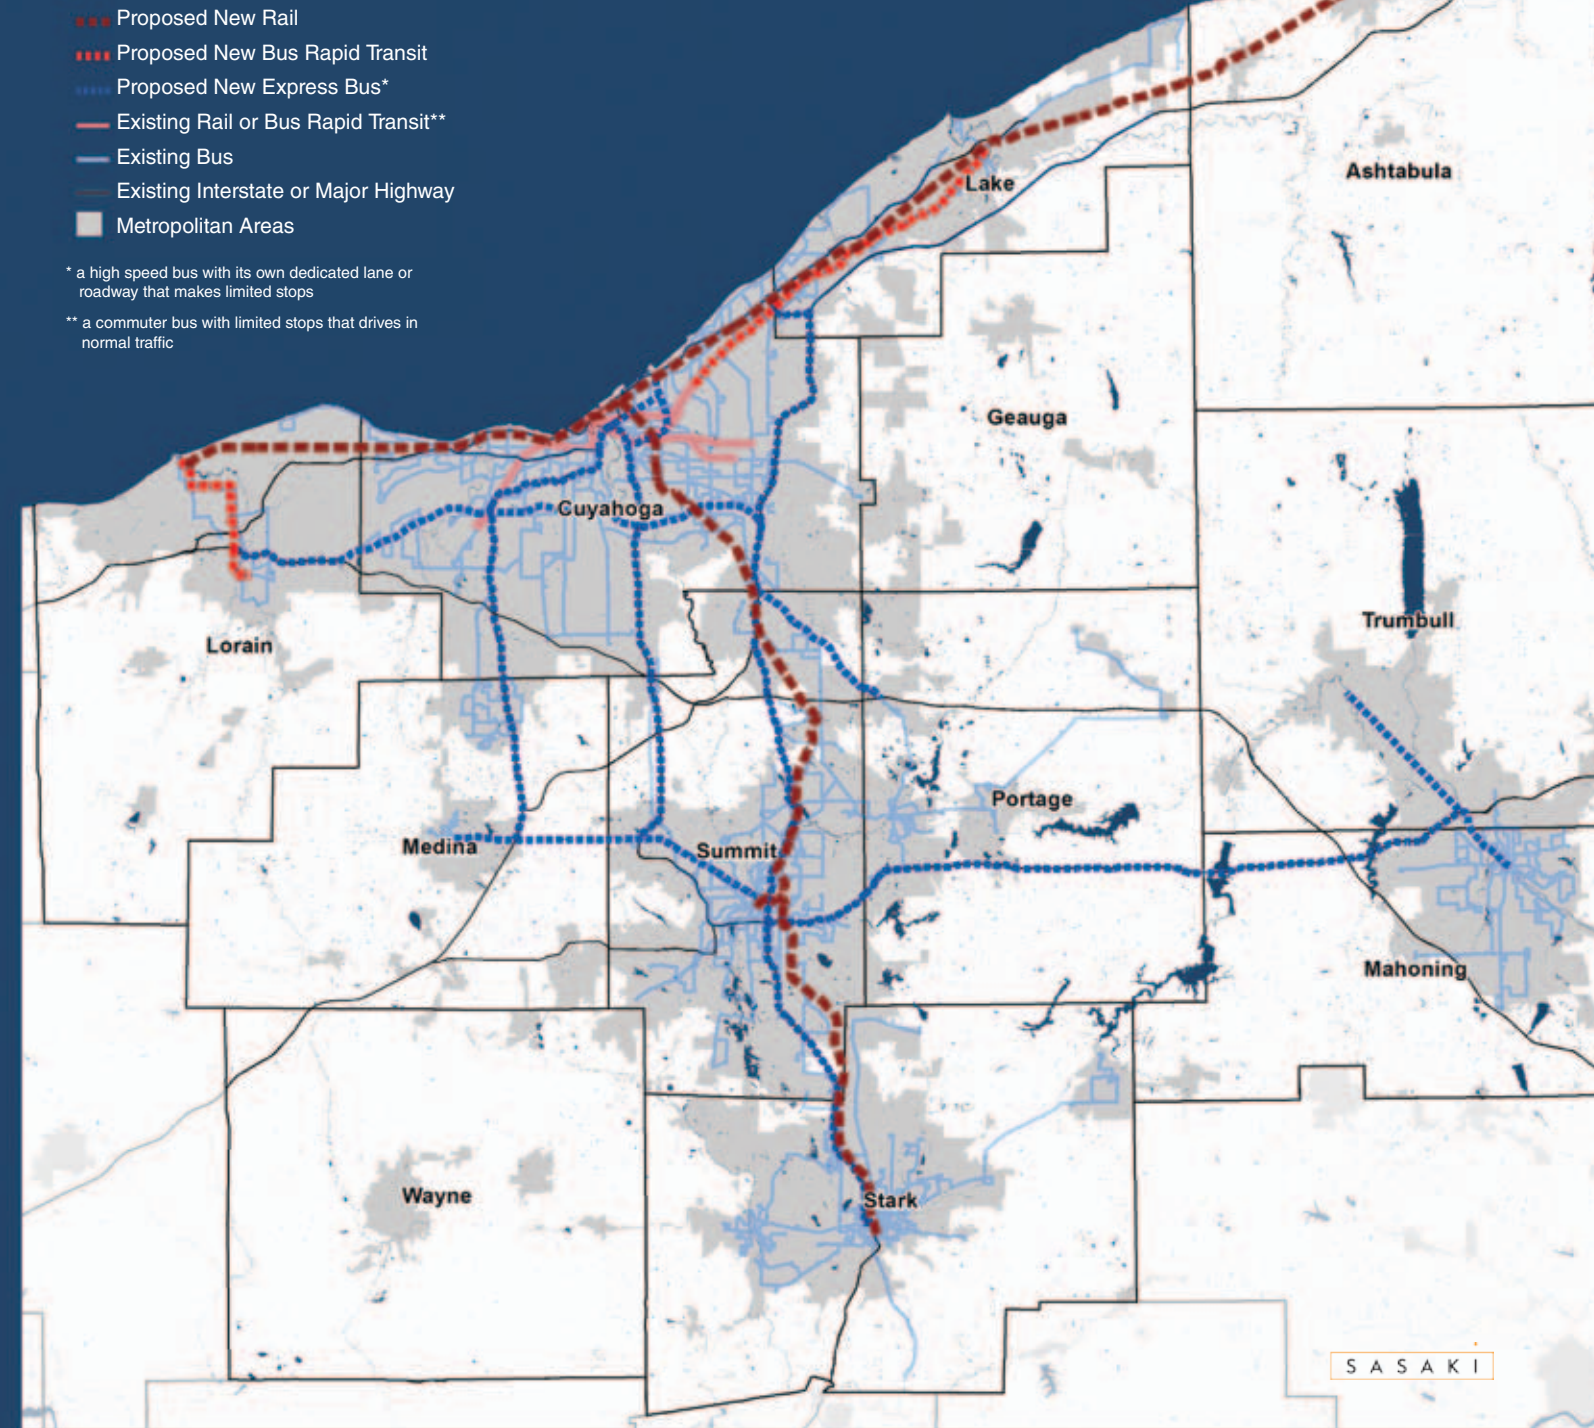 Proposed New Rail
Proposed New Bus Rapid Transit
Proposed New Express Bus*
Existing Rail or Bus Rapid Transit**
Existing Bus
Existing Interstate or Major Highway
Metropolitan Areas
* a high speed bus with its own dedicated lane or
roadway that makes limited stops
** a commuter bus with limited stops that drives in
normal traffic
Ashtabula
Lake
Geauga
Cuyahoga
Trumbull
Lorain
Portage
Medina
Summit
Mahoning
Wayne
Stark
SASAKI